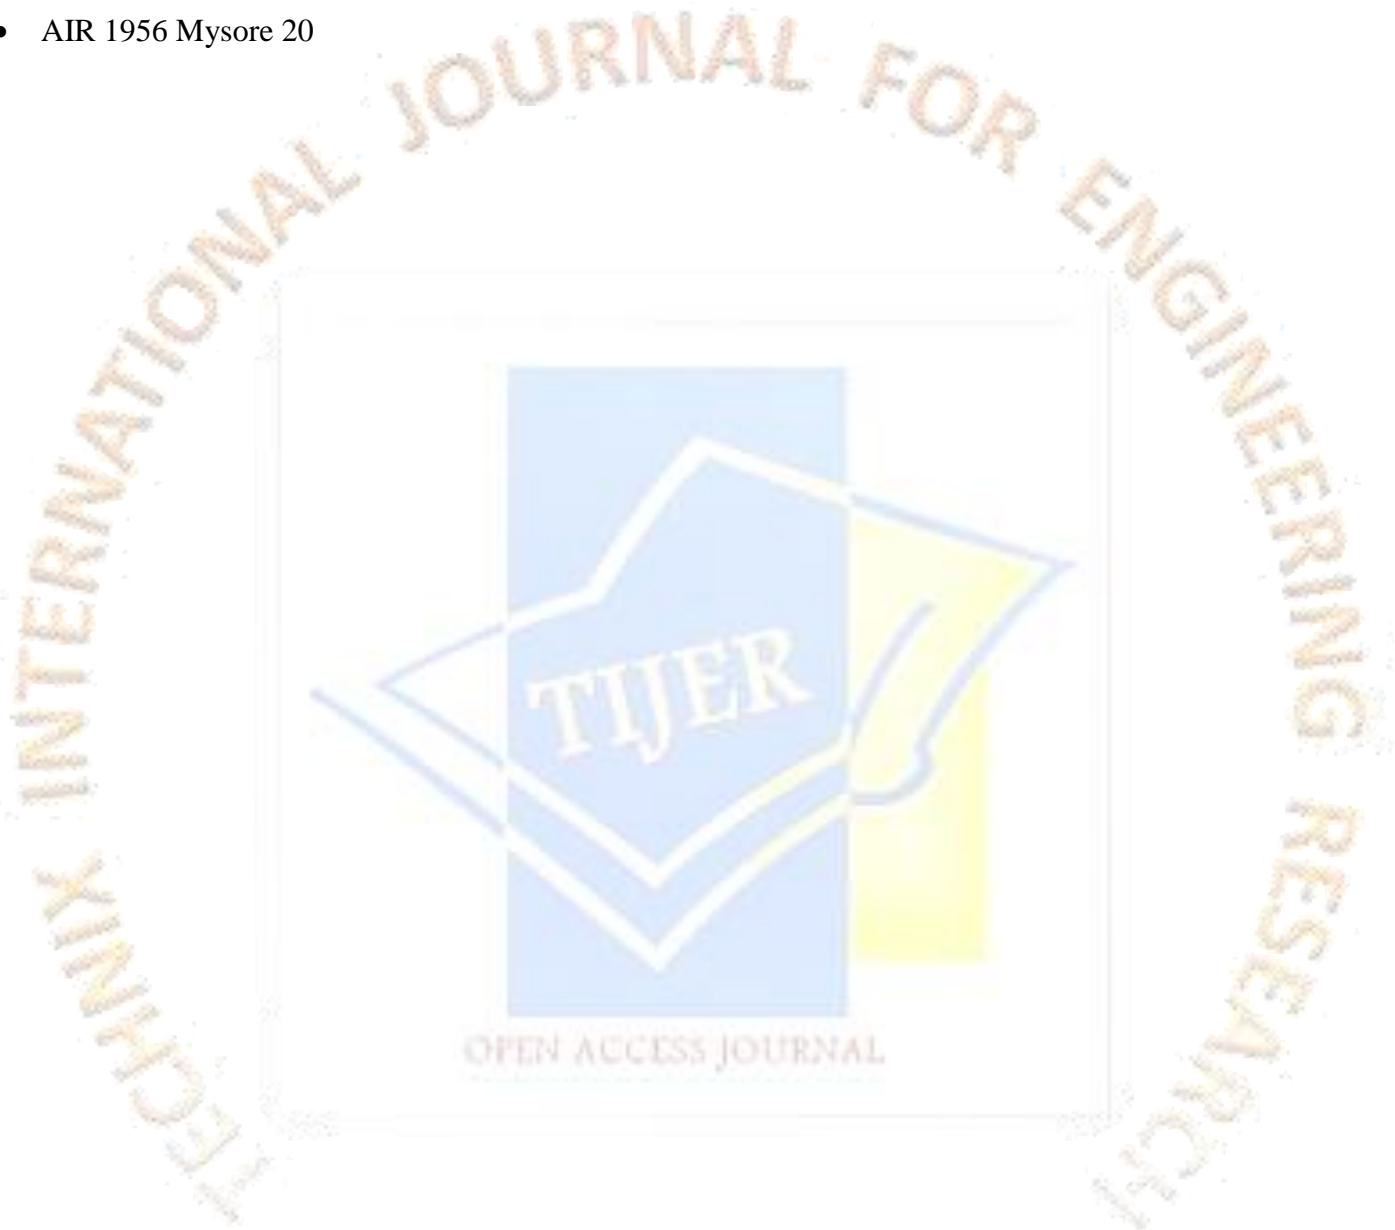 • AIR 1956 Mysore 20
TECHNIX INTERNATIONAL JOURNAL FOR ENGINEERING RESEARCH
TIJER
OPEN ACCESS JOURNAL